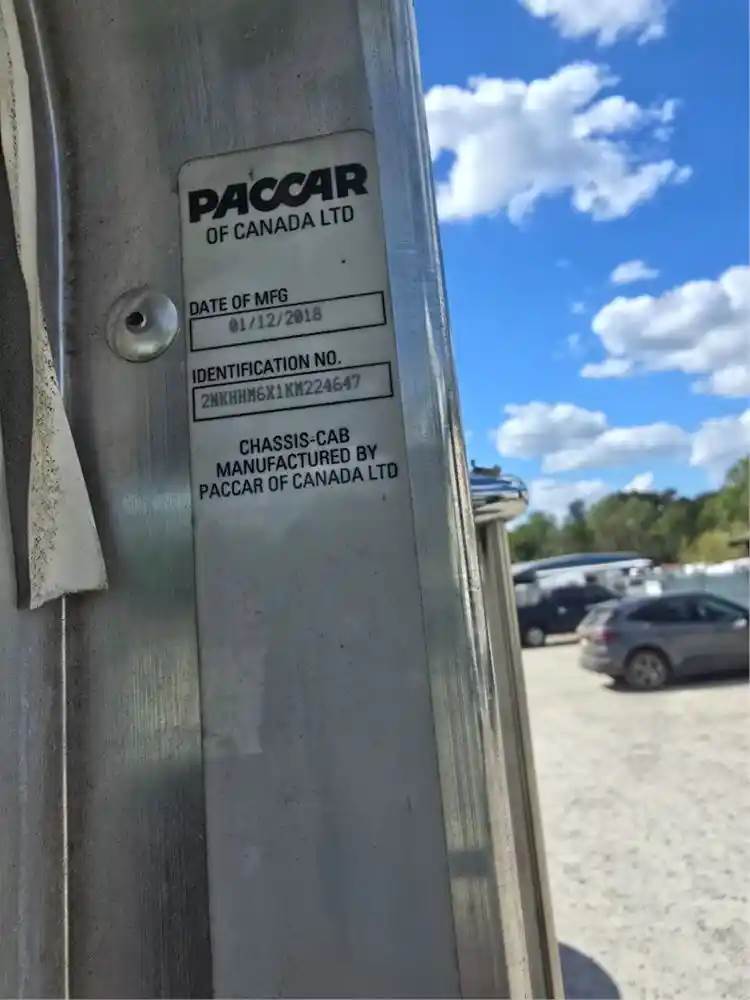 PACCAR
OF CANADA LTD
DATE OF MFG
01/12/2018
IDENTIFICATION NO.
2NKHHM6X1KM224647
CHASSIS-CAB
MANUFACTURED BY
PACCAR OF CANADA LTD